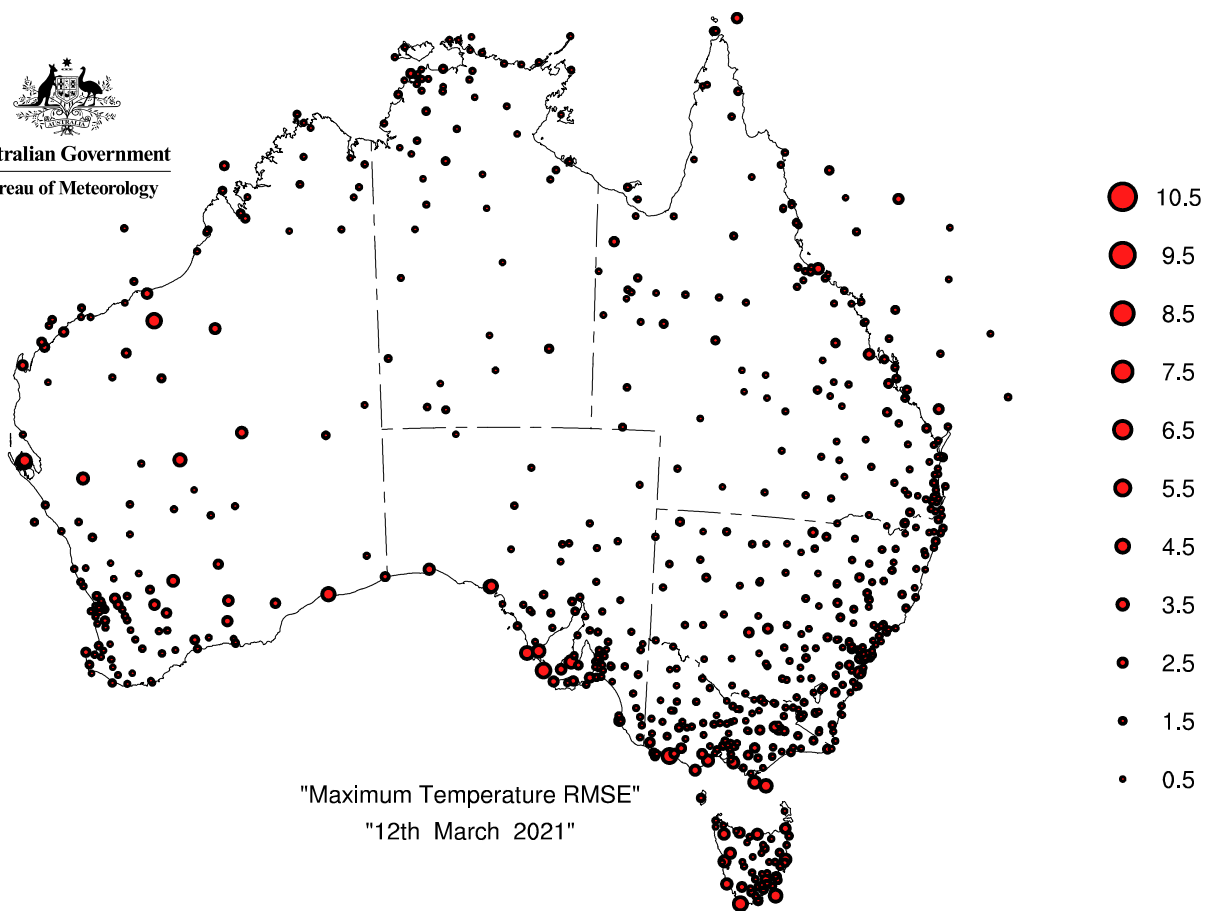 AUSTRALIA
tralian Government
reau of Meteorology
10.5
9.5
8.5
7.5
6.5
5.5
4.5
3.5
2.5
1.5
0.5
"Maximum Temperature RMSE"
"12th March 2021"